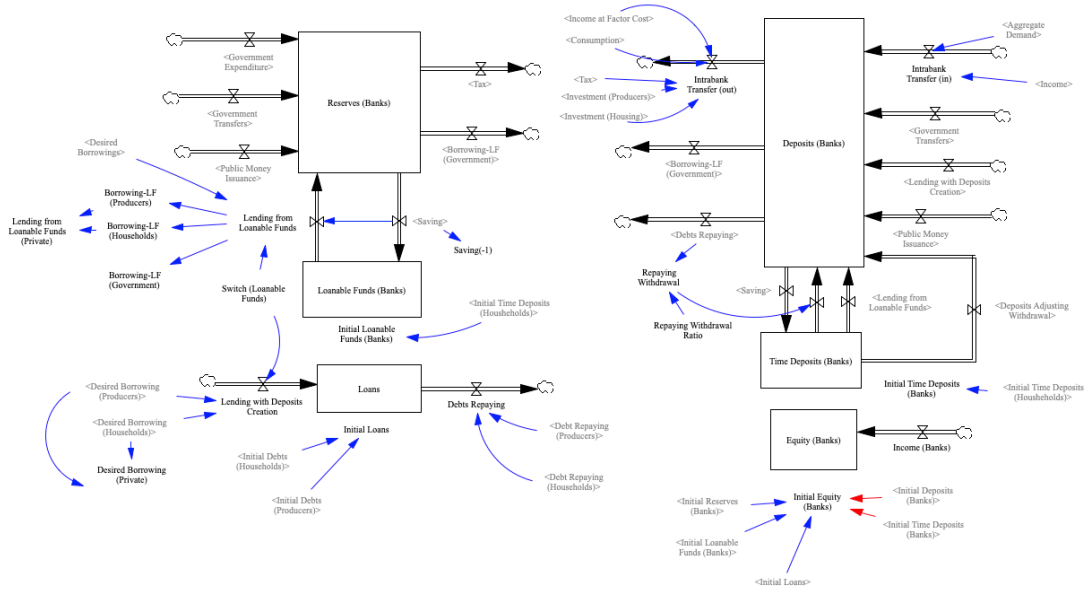 <Government
Expenditure>
<Government
Transfers>
<Public Money
Issuance>
Reserves (Banks)
<Tax>
<Borrowing-LF
(Government)>
<Desired
Borrowings>
Borrowing-LF
(Producers)
Lending from
Loanable Funds
(Private)
Borrowing-LF
(Households)
Lending from
Loanable Funds
Borrowing-LF
(Government)
<Saving>
Saving(-1)
Switch (Loanable
Funds)
Loanable Funds (Banks)
<Initial Time Deposits
(Housheholds)>
Initial Loanable
Funds (Banks)
<Desired Borrowing
(Producers)>
<Desired Borrowing
(Households)>
Desired Borrowing
(Private)
Lending with Deposits
Creation
Loans
Debts Repaying
Initial Loans
<Initial Debts
(Households)>
<Initial Debts
(Producers)>
<Debt Repaying
(Producers)>
<Debt Repaying
(Households)>
<Income at Factor Cost>
<Consumption>
<Tax>
<Investment (Producers)>
<Investment (Housing)>
Intrabank
Transfer (out)
<Borrowing-LF
(Government)>
<Debts Repaying>
Repaying
Withdrawal
Repaying Withdrawal
Ratio
Deposits (Banks)
<Aggregate
Demand>
Intrabank
Transfer (in)
<Income>
<Government
Transfers>
<Lending with Deposits
Creation>
<Public Money
Issuance>
<Saving>
<Lending from
Loanable Funds>
<Deposits Adjusting
Withdrawal>
Time Deposits (Banks)
Initial Time Deposits
(Banks)
<Initial Time Deposits
(Housheholds)>
Equity (Banks)
Income (Banks)
<Initial Reserves
(Banks)>
Initial Equity
(Banks)
<Initial Deposits
(Banks)>
<Initial Time Deposits
(Banks)>
<Initial Loanable
Funds (Banks)>
<Initial Loans>